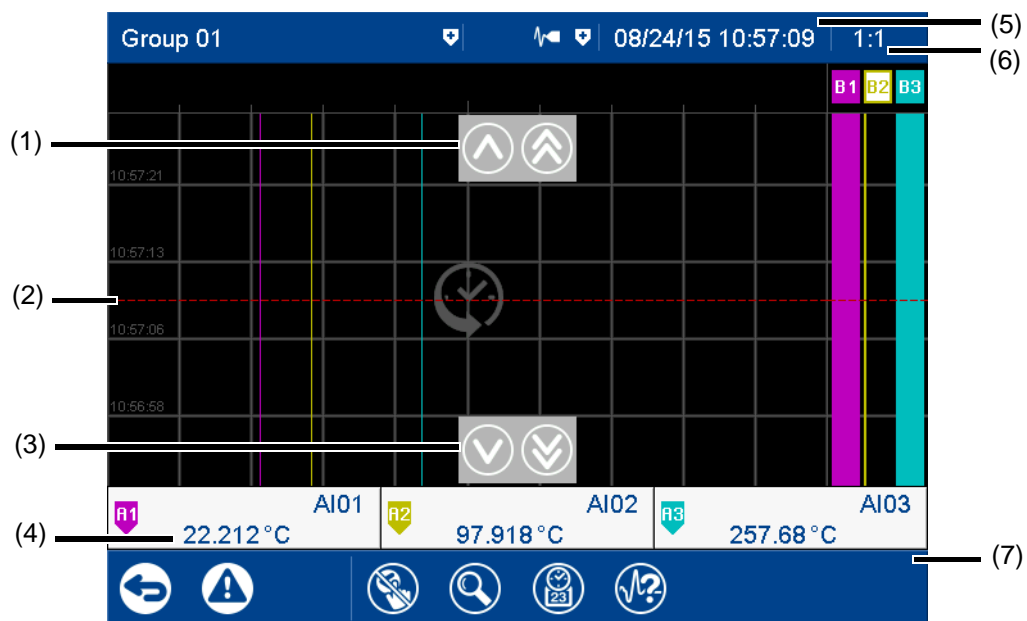 Group 01 08/24/15 10:57:09 1:1
(5)
(6)
B1 B2 B3
(1)
10:57:21
10:57:13
(2)
10:57:06
10:56:58
(3)
A1 AI01 A2 AI02 A3 AI03
(4) 22.212°C 97.918°C 257.68°C
(7)
23 ?